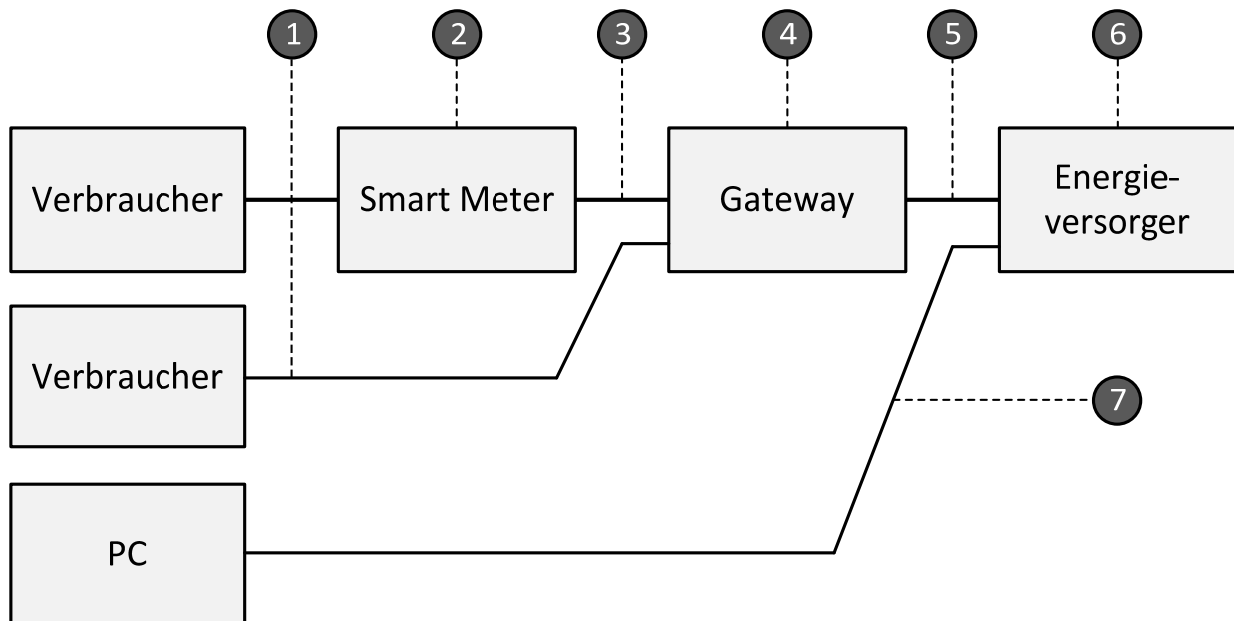 1 2 3 4 5 6
Verbraucher Smart Meter Gateway Energie-
versorger
Verbraucher
7
PC